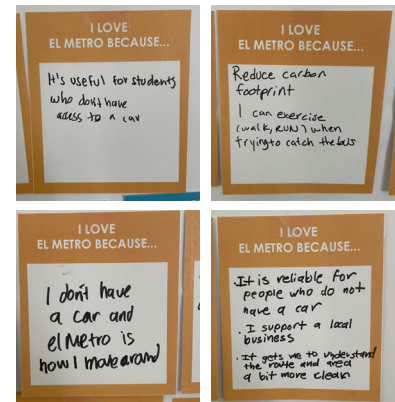 I LOVE
EL METRO BECAUSE...
It's useful for students
who don't have
access to a car
I LOVE
EL METRO BECAUSE...
Reduce carbon
footprint
I can exercise
(walk, RUN) when
trying to catch the bus
I LOVE
EL METRO BECAUSE...
I don't have
a car and
el Metro is
how I move around
I LOVE
EL METRO BECAUSE...
· It is reliable for
people who do not
have a car
· I support a local
business
· It gets me to understand
the route and area
a bit more clear